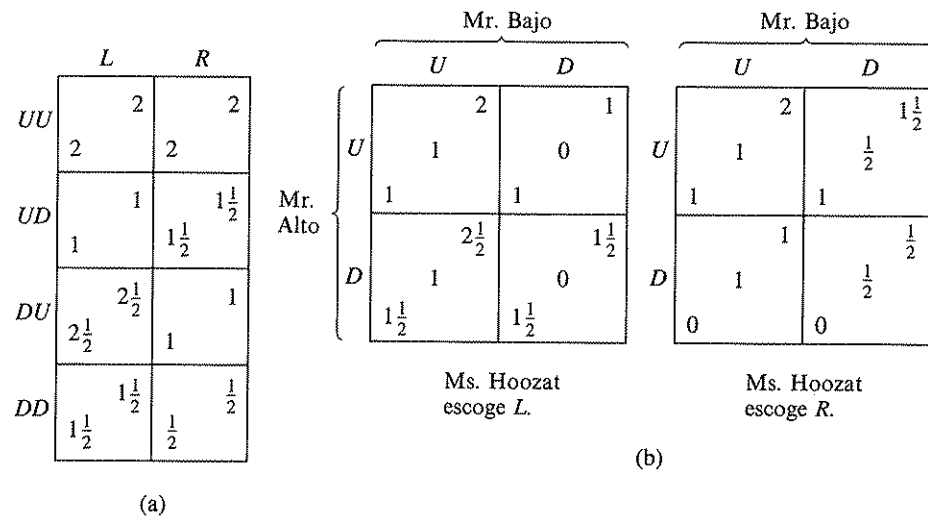 Mr. Bajo Mr. Bajo
L R U D U D
UU 2 2 2 2
U 2 1 1 0 1 1
2 1 1 1½ ½ 1
UD 1 1 1½ 1½
Mr. Alto
DU 2½ 2½ 1 1
D 2½ 1 1½ 1½ 0 1½
1 1 0 ½ ½ 0
DD 1½ 1½ ½ ½
Ms. Hoozat Ms. Hoozat
escoge L. escoge R.
(a) (b)